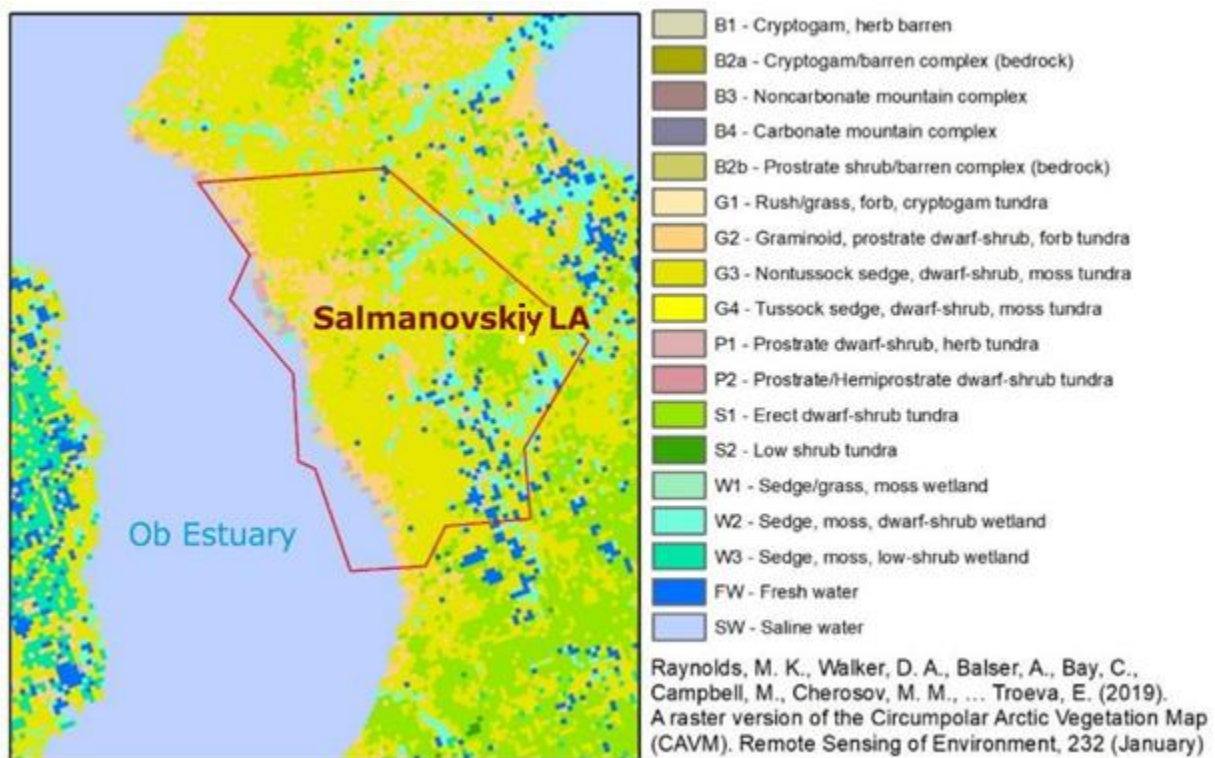 Salmanovskiy LA
Ob Estuary
B1 - Cryptogam, herb barren
B2a - Cryptogam/barren complex (bedrock)
B3 - Noncarbonate mountain complex
B4 - Carbonate mountain complex
B2b - Prostrate shrub/barren complex (bedrock)
G1 - Rush/grass, forb, cryptogam tundra
G2 - Graminoid, prostrate dwarf-shrub, forb tundra
G3 - Nontussock sedge, dwarf-shrub, moss tundra
G4 - Tussock sedge, dwarf-shrub, moss tundra
P1 - Prostrate dwarf-shrub, herb tundra
P2 - Prostrate/Hemiprostrate dwarf-shrub tundra
S1 - Erect dwarf-shrub tundra
S2 - Low shrub tundra
W1 - Sedge/grass, moss wetland
W2 - Sedge, moss, dwarf-shrub wetland
W3 - Sedge, moss, low-shrub wetland
FW - Fresh water
SW - Saline water
Raynolds, M. K., Walker, D. A., Balser, A., Bay, C.,
Campbell, M., Cherosov, M. M., … Troeva, E. (2019).
A raster version of the Circumpolar Arctic Vegetation Map
(CAVM). Remote Sensing of Environment, 232 (January)